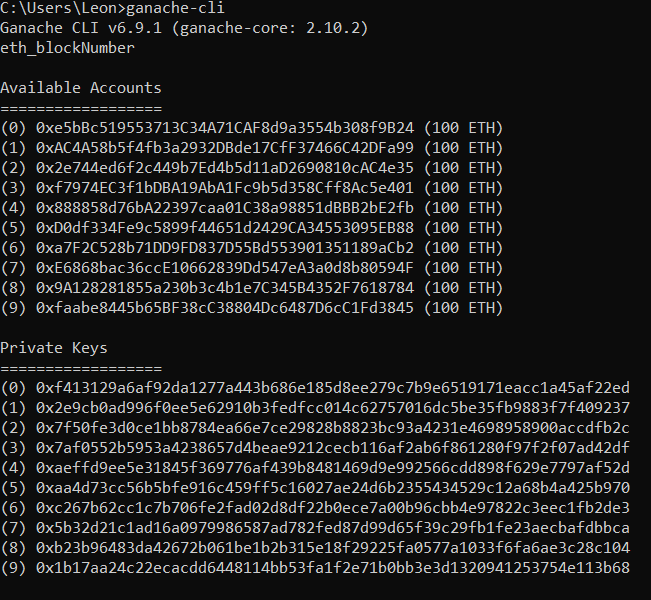 C:\Users\Leon>ganache-cli
Ganache CLI v6.9.1 (ganache-core: 2.10.2)
eth_blockNumber
Available Accounts
==================
(0) 0xe5bBc519553713C34A71CAF8d9a3554b308f9B24 (100 ETH)
(1) 0xAC4A58b5f4fb3a2932DBde17CfF37466C42DFa99 (100 ETH)
(2) 0x2e744ed6f2c449b7Ed4b5d11aD2690810cAC4e35 (100 ETH)
(3) 0xf7974EC3f1bDBA19AbA1Fc9b5d358Cff8Ac5e401 (100 ETH)
(4) 0x888858d76bA22397caa01C38a98851dBBB2bE2fb (100 ETH)
(5) 0xD0df334Fe9c5899f44651d2429CA34553095EB88 (100 ETH)
(6) 0xa7F2C528b71DD9FD837D55Bd553901351189aCb2 (100 ETH)
(7) 0xE6868bac36ccE10662839Dd547eA3a0d8b80594F (100 ETH)
(8) 0x9A128281855a230b3c4b1e7C345B4352F7618784 (100 ETH)
(9) 0xfaabe8445b65BF38cC38804Dc6487D6cC1Fd3845 (100 ETH)
Private Keys
==================
(0) 0xf413129a6af92da1277a443b686e185d8ee279c7b9e6519171eacc1a45af22ed
(1) 0x2e9cb0ad996f0ee5e62910b3fedfcc014c62757016dc5be35fb9883f7f409237
(2) 0x7f50fe3d0ce1bb8784ea66e7ce29828b8823bc93a4231e4698958900accdfb2c
(3) 0x7af0552b5953a4238657d4beae9212cecb116af2ab6f861280f97f2f07ad42df
(4) 0xaeffd9ee5e31845f369776af439b8481469d9e992566cdd898f629e7797af52d
(5) 0xaa4d73cc56b5bfe916c459ff5c16027ae24d6b2355434529c12a68b4a425b970
(6) 0xc267b62cc1c7b706fe2fad02d8df22b0ece7a00b96cbb4e97822c3eec1fb2de3
(7) 0x5b32d21c1ad16a0979986587ad782fed87d99d65f39c29fb1fe23aecbafdbbca
(8) 0xb23b96483da42672b061be1b2b315e18f29225fa0577a1033f6fa6ae3c28c104
(9) 0x1b17aa24c22ecacdd6448114bb53fa1f2e71b0bb3e3d1320941253754e113b68